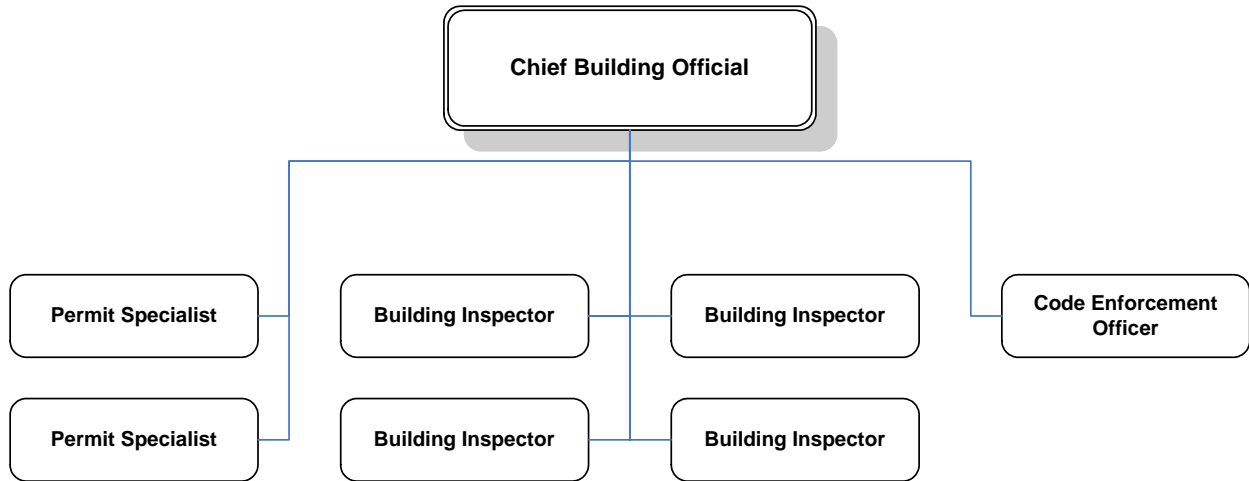 Chief Building Official
Permit Specialist
Building Inspector
Building Inspector
Code Enforcement
Officer
Permit Specialist
Building Inspector
Building Inspector